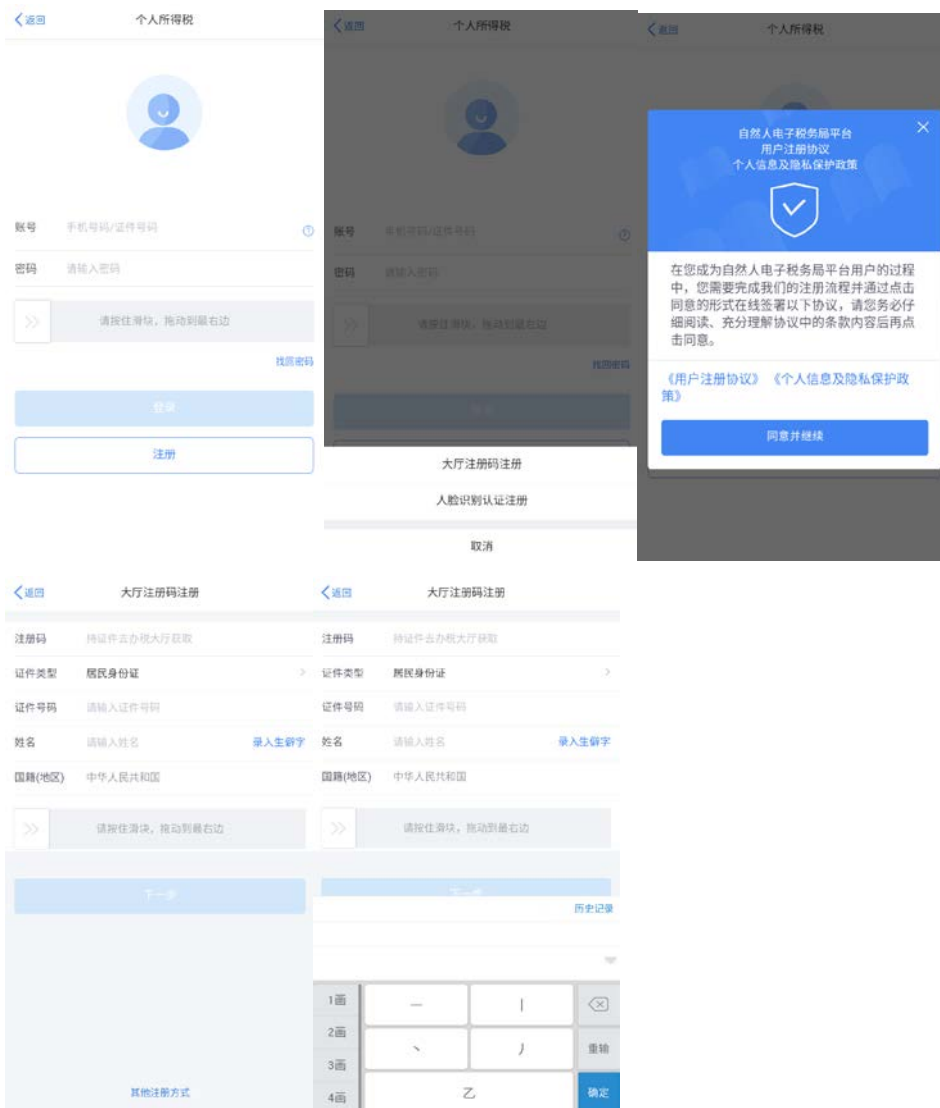 返回
个人所得税
账号
手机号码/证件号码
密码
请输入密码
请按住滑块，拖动到最右边
找回密码
登录
注册
返回
个人所得税
账号
手机号码/证件号码
密码
请输入密码
请按住滑块，拖动到最右边
找回密码
登录
大厅注册码注册
人脸识别认证注册
取消
返回
个人所得税
自然人电子税务局平台
用户注册协议
个人信息及隐私保护政策
在您成为自然人电子税务局平台用户的过程
中，您需要完成我们的注册流程并通过点击
同意的形式在线签署以下协议，请您务必仔
细阅读、充分理解协议中的条款内容后再点
击同意。
《用户注册协议》 《个人信息及隐私保护政
策》
同意并继续
返回
大厅注册码注册
注册码
持证件去办税大厅获取
证件类型
居民身份证
证件号码
请输入证件号码
姓名
请输入姓名
录入生僻字
国籍(地区)
中华人民共和国
请按住滑块，拖动到最右边
下一步
其他注册方式
返回
大厅注册码注册
注册码
持证件去办税大厅获取
证件类型
居民身份证
证件号码
请输入证件号码
姓名
请输入姓名
录入生僻字
国籍(地区)
中华人民共和国
请按住滑块，拖动到最右边
下一步
历史记录
1画
一
丨
2画
丶
丿
重输
3画
4画
乙
确定